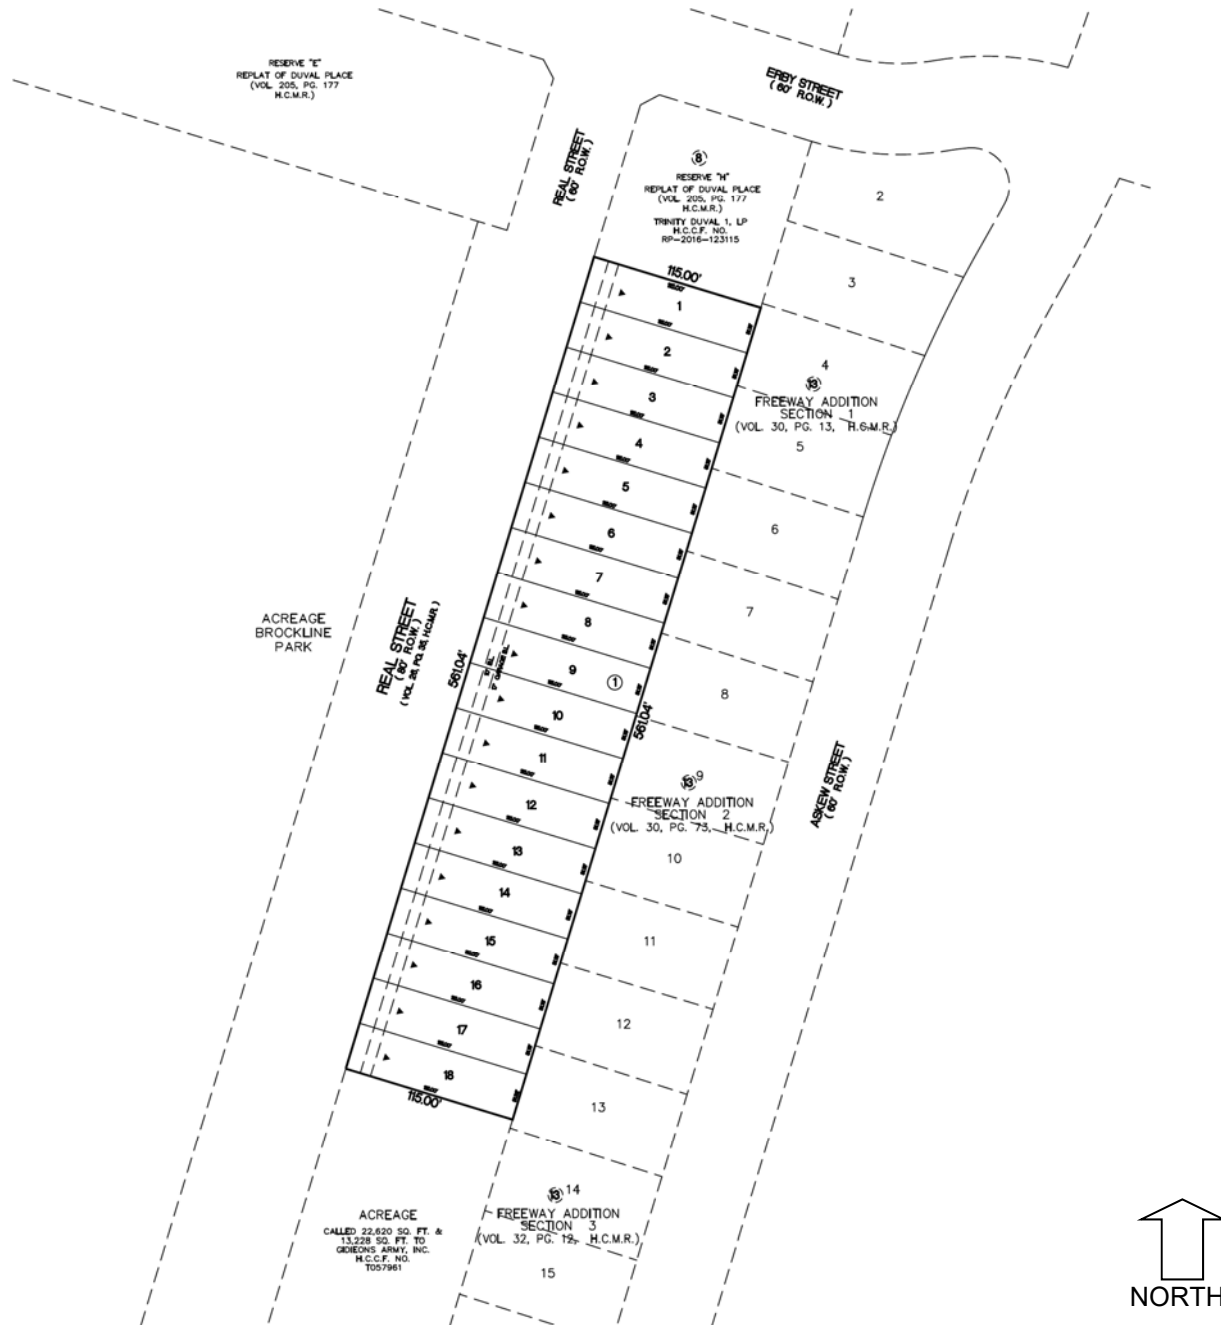 RESERVE "E"
REPLAT OF DUVAL PLACE
(VOL. 205, PG. 177
H.C.M.R.)
ERBY STREET
( 60' R.O.W. )
REAL STREET
( 60' R.O.W. )
8
RESERVE "H"
REPLAT OF DUVAL PLACE
(VOL. 205, PG. 177
H.C.M.R.)
TRINITY DUVAL 1, LP
H.C.C.F. NO.
RP-2016-123115
2
3
4
13
FREEWAY ADDITION
SECTION 1
(VOL. 30, PG. 13, H.C.M.R.)
5
6
7
8
13 9
FREEWAY ADDITION
SECTION 2
(VOL. 30, PG. 73, H.C.M.R.)
10
11
12
13
13 14
FREEWAY ADDITION
SECTION 3
(VOL. 32, PG. 12, H.C.M.R.)
15
115.00'
1
2
3
4
5
6
7
8
9
1
10
11
12
13
14
15
16
17
18
115.00'
561.04'
561.04'
ACREAGE
BROCKLINE
PARK
REAL STREET
( 80' R.O.W. )
( VOL. 26, PG. 36, H.C.M.R. )
ASKEW STREET
( 60' R.O.W. )
ACREAGE
CALLED 22,620 SQ. FT. &
13,228 SQ. FT. TO
GIDIEONS ARMY, INC.
H.C.C.F. NO.
T057961
NORTH